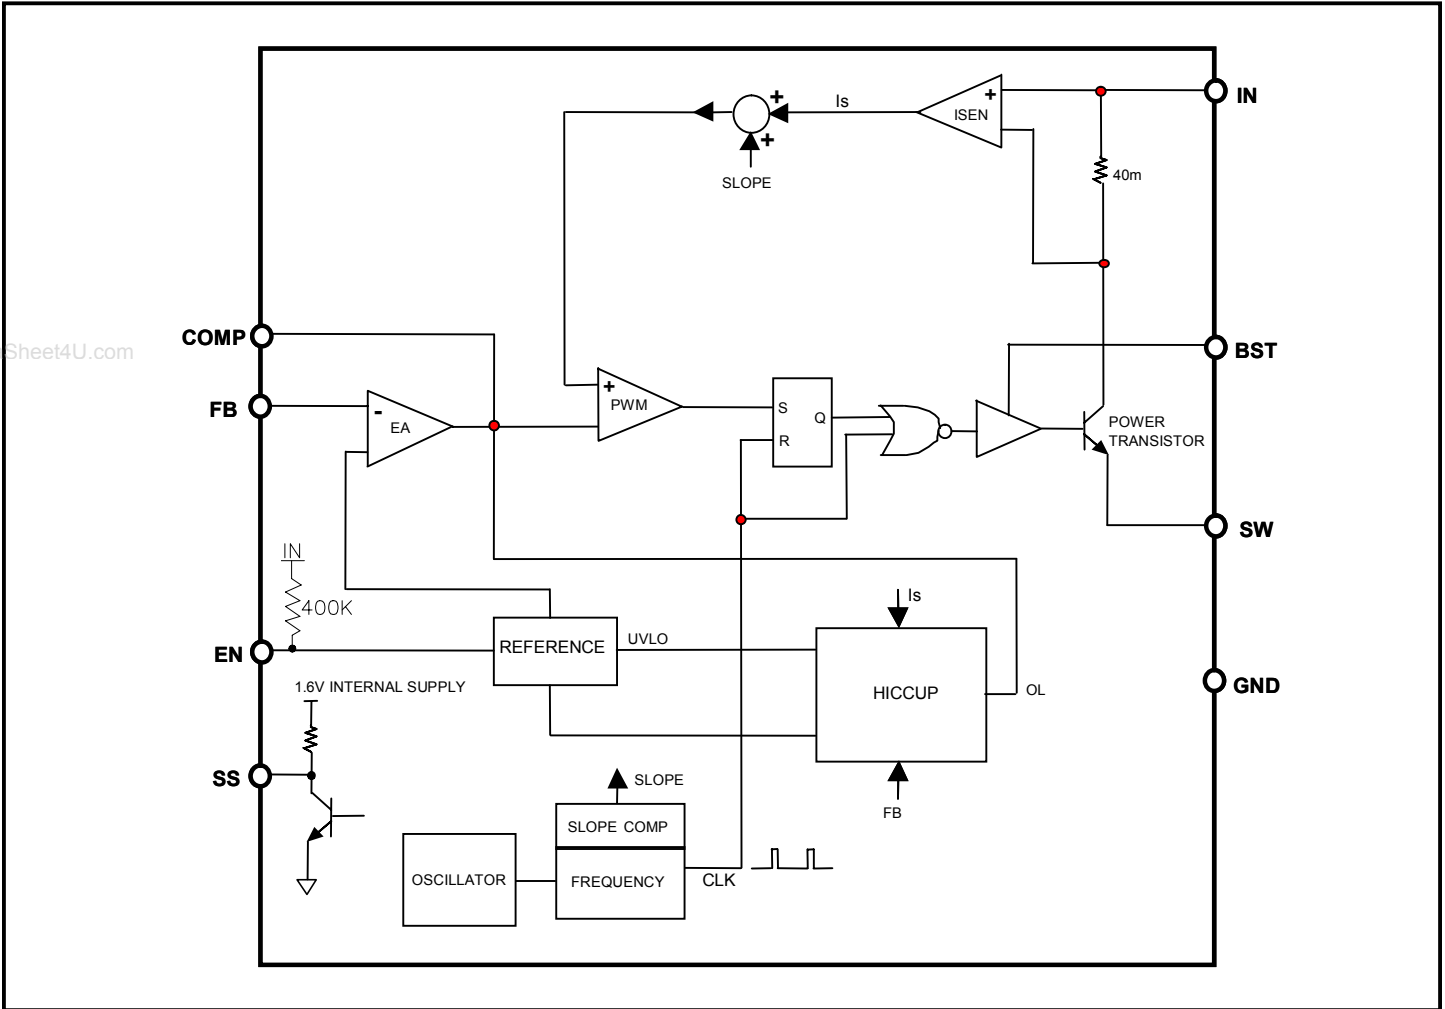 IN
+
+
Is
+
ISEN
SLOPE
40m
COMP
Sheet4U.com
BST
+
PWM
S
Q
R
FB
-
EA
POWER
TRANSISTOR
SW
IN
400K
Is
EN
REFERENCE
UVLO
1.6V INTERNAL SUPPLY
HICCUP
OL
GND
SS
SLOPE
SLOPE COMP
FB
OSCILLATOR
FREQUENCY
CLK